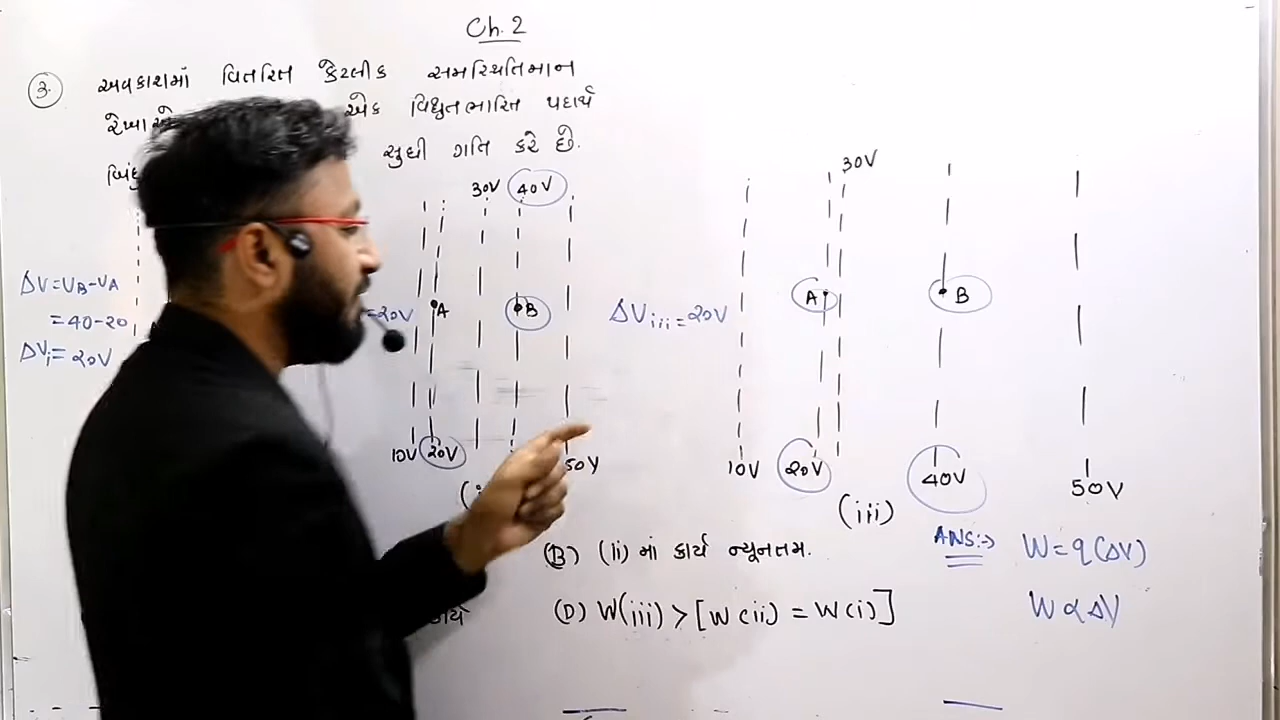 Ch. 2
3. અવકાશમાં વિતરિત કેટલીક સમસ્થિતિમાન
એક વિધુતભારિત પદાર્થ
સુધી ગતિ કરે છે.
30V 40V
30V
ΔV=VB-VA
=40-20
ΔVi= 20V
=20V A B
10V 20V 50V
ΔViii=20V A B
10V 20V 40V 50V
(iii)
(B) (ii) માં કાર્ય ન્યૂનતમ.
(D) W(iii) > [W(ii) = W(i)]
ANS:->
W=q(ΔV)
W∝ΔV